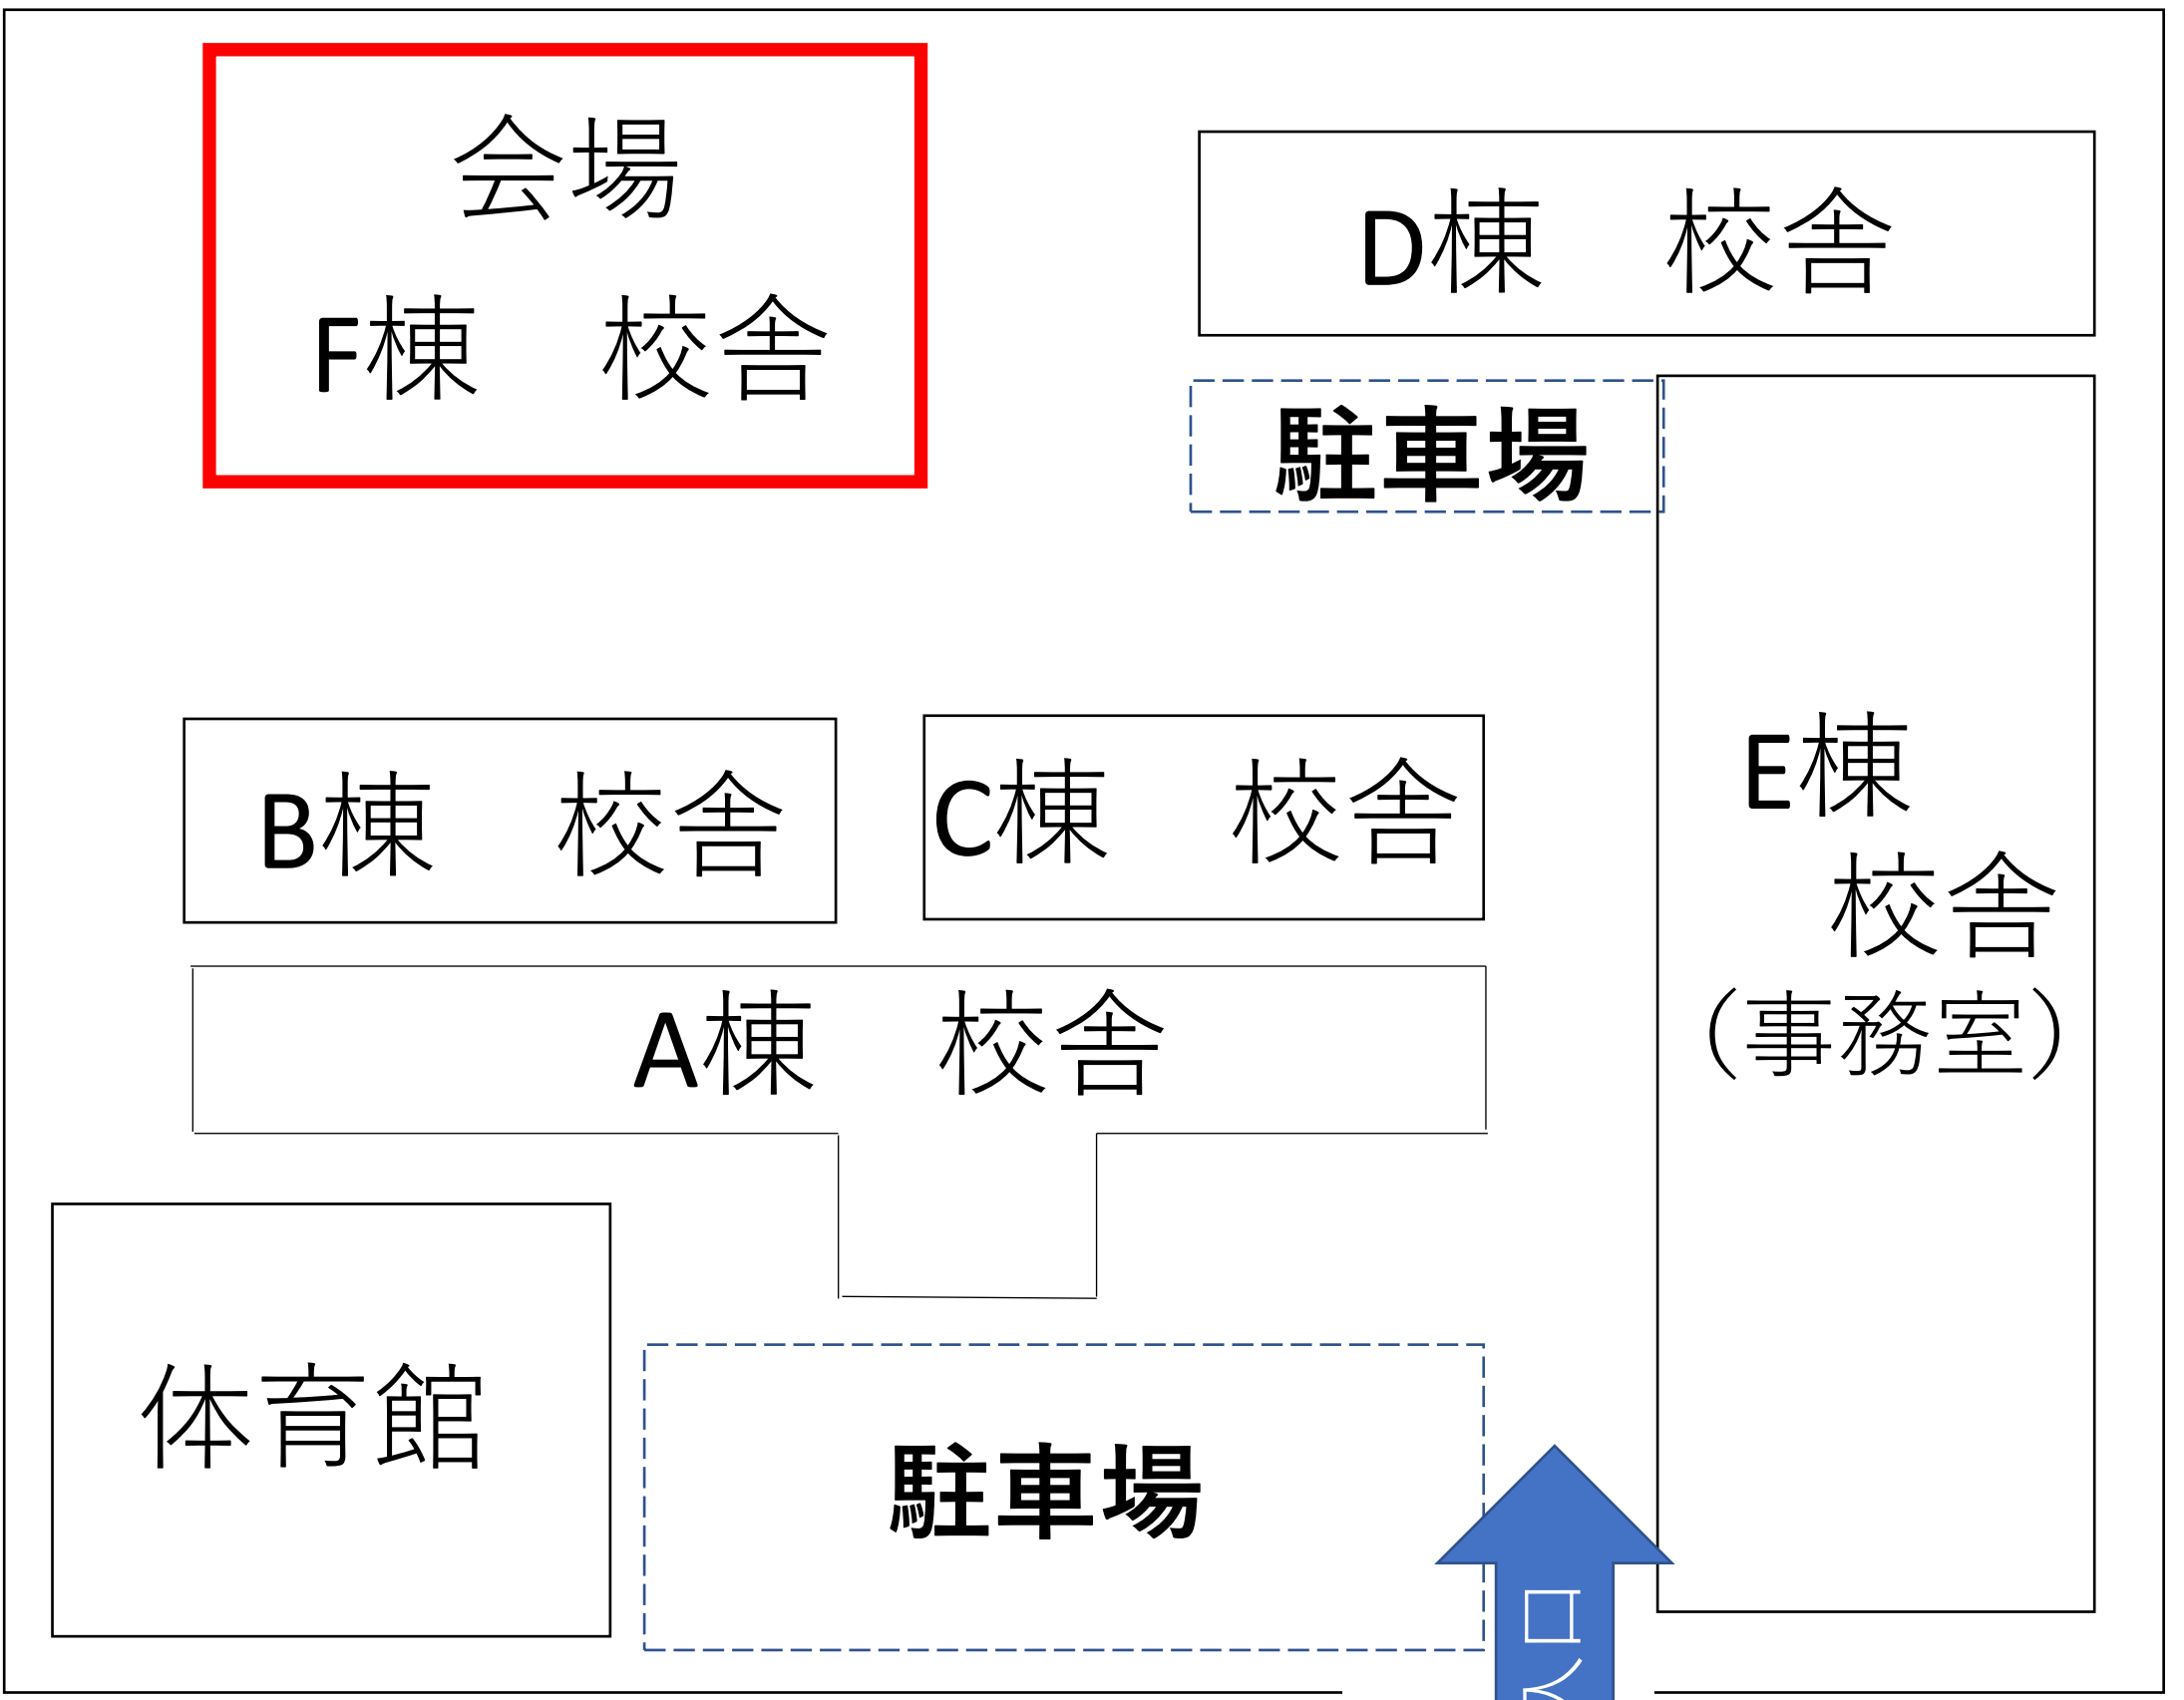 会場
F棟　校舎
D棟　校舎
駐車場
B棟　校舎
C棟　校舎
E棟
校舎
（事務室）
A棟　校舎
体育館
駐車場
入口